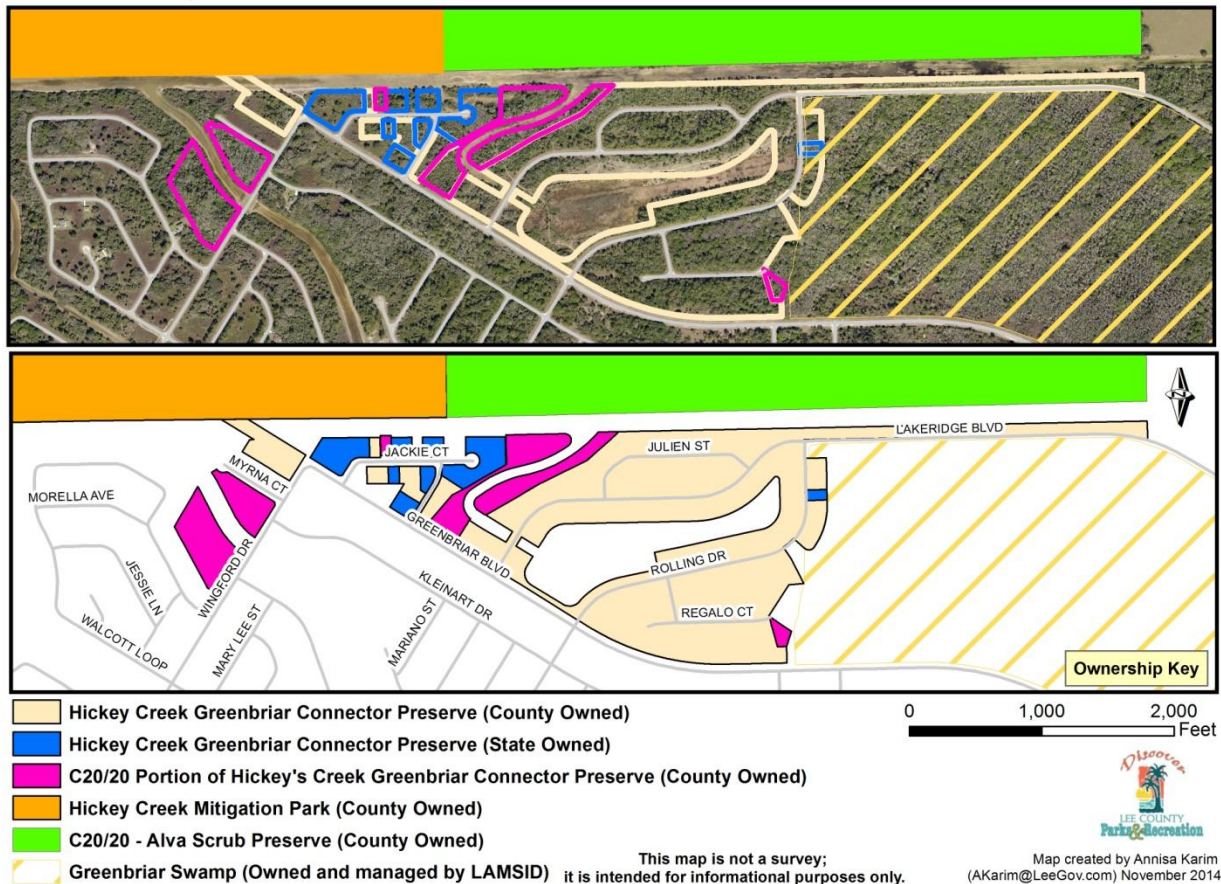 LAKERIDGE BLVD
N
JULIEN ST
JACKIE CT
MYRNA CT
MORELLA AVE
GREENBRIAR BLVD
ROLLING DR
WINGFORD DR
KLEINART DR
JESSIE LN
REGALO CT
MARIANO ST
MARY LEE ST
WALCOTT LOOP
Ownership Key
Hickey Creek Greenbriar Connector Preserve (County Owned)
Hickey Creek Greenbriar Connector Preserve (State Owned)
C20/20 Portion of Hickey's Creek Greenbriar Connector Preserve (County Owned)
Hickey Creek Mitigation Park (County Owned)
C20/20 - Alva Scrub Preserve (County Owned)
Greenbriar Swamp (Owned and managed by LAMSID)
0 1,000 2,000
Feet
Discover
LEE COUNTY
Parks & Recreation
This map is not a survey;
it is intended for informational purposes only.
Map created by Annisa Karim
(AKarim@LeeGov.com) November 2014